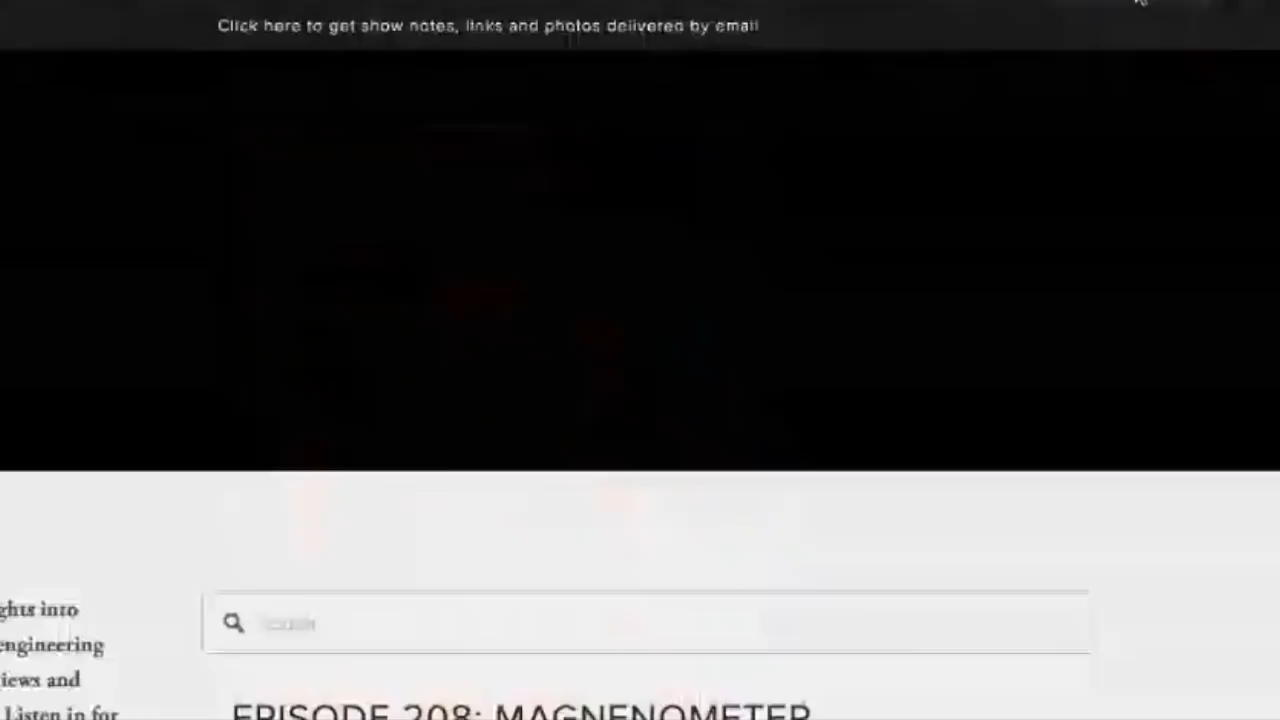 Click here to get show notes, links and photos delivered by email
ghts into
engineering
iews and
Listen in for
Search
EPISODE 208: MAGNENOMETER